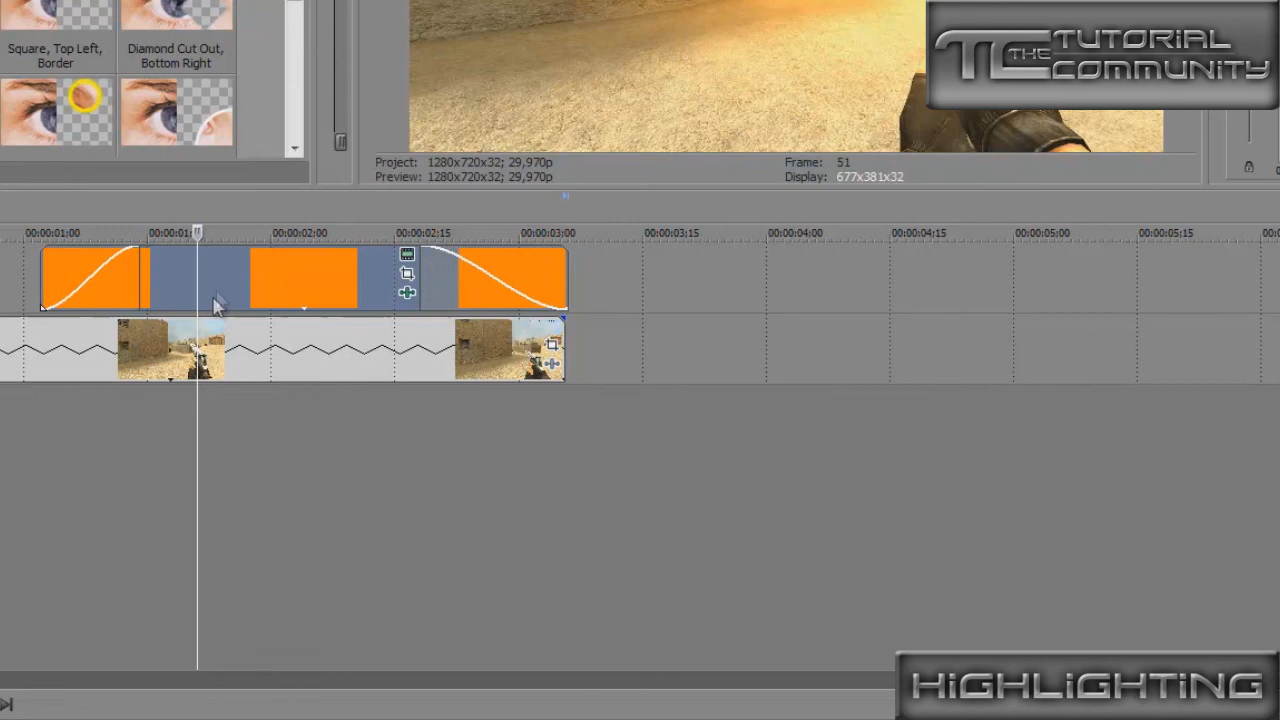 Square, Top Left,
Border
Diamond Cut Out,
Bottom Right
TUTORIAL
THE
COMMUNITY
TC
Project: 1280x720x32; 29,970p
Preview: 1280x720x32; 29,970p
Frame: 51
Display: 677x381x32
00:00:01;00
00:00:01;
00:00:02;00
00:00:02;15
00:00:03;00
00:00:03;15
00:00:04;00
00:00:04;15
00:00:05;00
00:00:05;15
HIGHLIGHTING